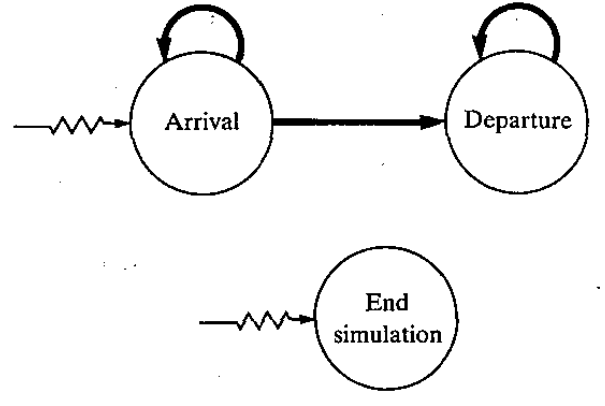 Arrival
Departure
End
simulation